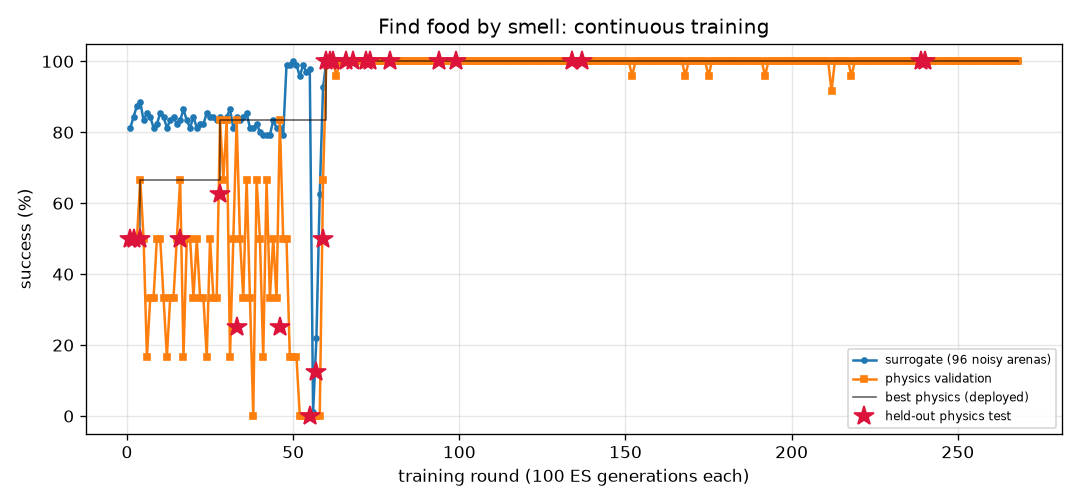 Find food by smell: continuous training
success (%)
100
80
60
40
20
0
0 50 100 150 200 250
training round (100 ES generations each)
surrogate (96 noisy arenas)
physics validation
best physics (deployed)
held-out physics test